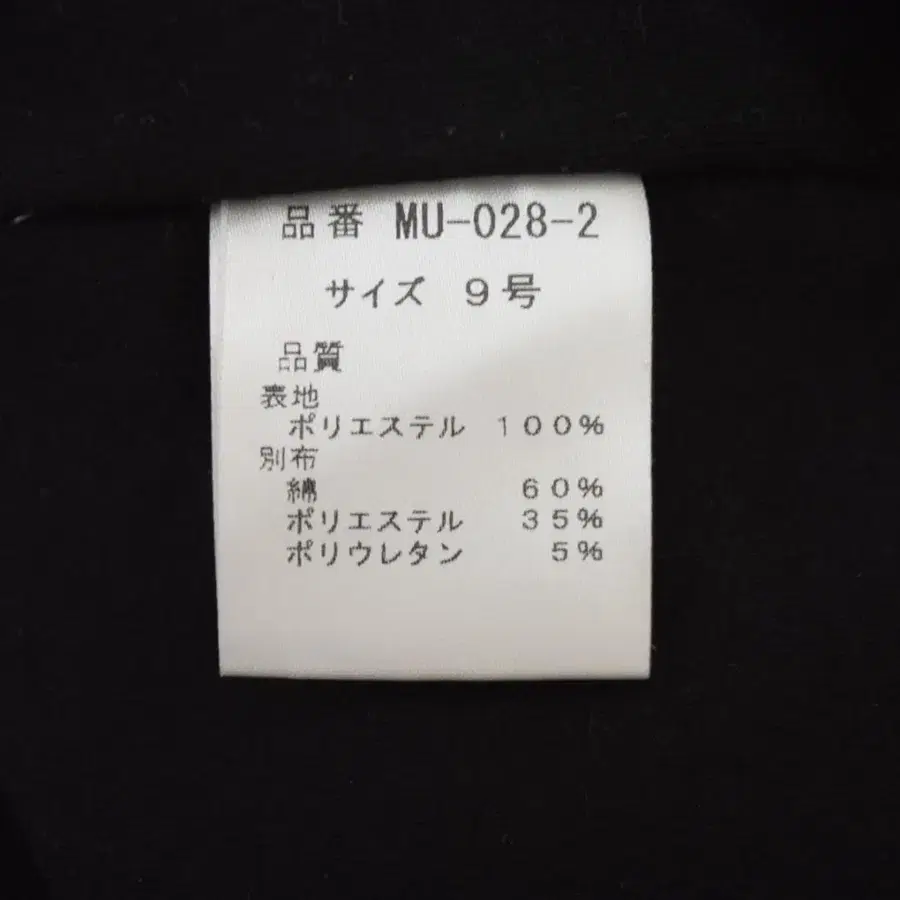 品番 MU-028-2
サイズ 9号
品質
表地
ポリエステル 100%
別布
綿 60%
ポリエステル 35%
ポリウレタン 5%